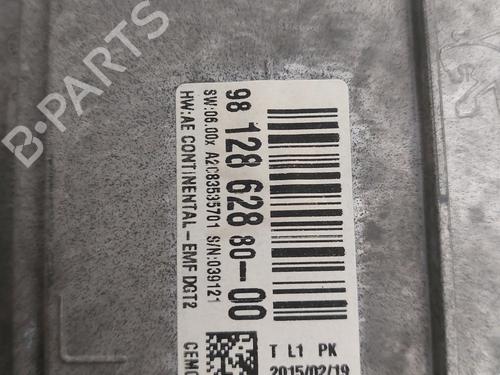 B-PARTS
98 128 628 80-00
SW:06.00x A2C83535701 S/N:039121
HW:AE CONTINENTAL-EMF DGT2
T L1 PK
2015/02/19